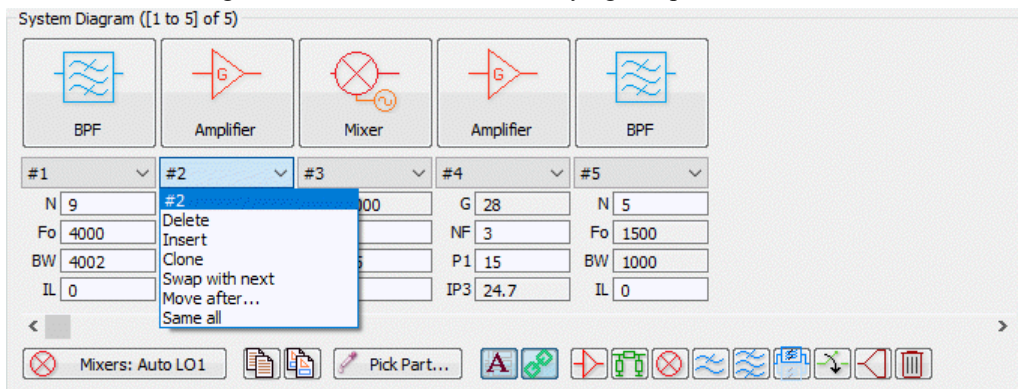 System Diagram ([1 to 5] of 5)
G G
BPF Amplifier Mixer Amplifier BPF
#1 #2 #3 #4 #5
N 9 #2 G 28 N 5
Fo 4000 Delete NF 3 Fo 1500
Insert
BW 4002 Clone P1 15 BW 1000
Swap with next
IL 0 Move after... IP3 24.7 IL 0
Same all
Mixers: Auto LO1 Pick Part... A